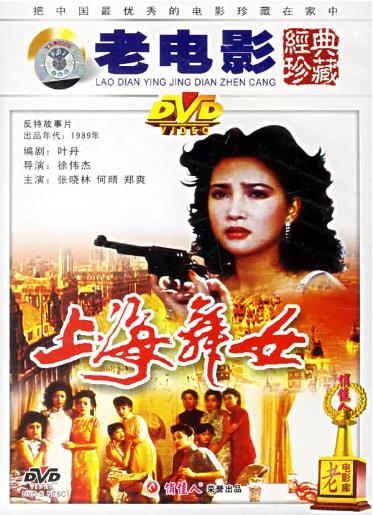 把中国最优秀的电影珍藏在家中
老电影
經典珍藏
LAO DIAN YING JING DIAN ZHEN CANG
DVD
VIDEO
反特故事片
出品年代：1989年
编剧：叶丹
导演：徐伟杰
主演：张晓林 何晴 郑爽
上海舞女
俏佳人
老
电影库
DVD
俏佳人 荣誉出品